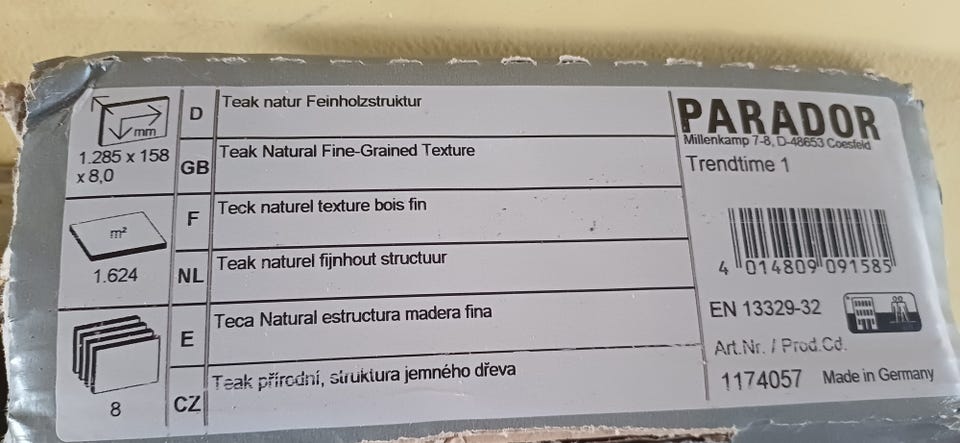 mm
1.285 x 158
x 8,0
m²
1.624
8
D
Teak natur Feinholzstruktur
GB
Teak Natural Fine-Grained Texture
F
Teck naturel texture bois fin
NL
Teak naturel fijnhout structuur
E
Teca Natural estructura madera fina
CZ
Teak přírodní, struktura jemného dřeva
PARADOR
Millenkamp 7-8, D-48653 Coesfeld
Trendtime 1
4 014809 091585
EN 13329-32
Art.Nr. / Prod.Cd.
1174057 Made in Germany